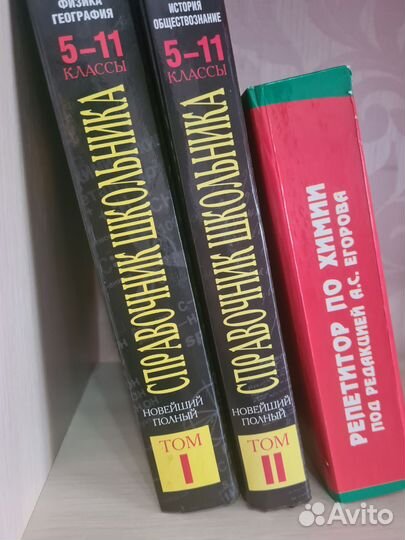 ФИЗИКА
ГЕОГРАФИЯ
5–11
КЛАССЫ
СПРАВОЧНИК ШКОЛЬНИКА
НОВЕЙШИЙ
ПОЛНЫЙ
ТОМ
I
ИСТОРИЯ
ОБЩЕСТВОЗНАНИЕ
5–11
КЛАССЫ
СПРАВОЧНИК ШКОЛЬНИКА
НОВЕЙШИЙ
ПОЛНЫЙ
ТОМ
II
РЕПЕТИТОР ПО ХИМИИ
ПОД РЕДАКЦИЕЙ А.С. ЕГОРОВА
Avito